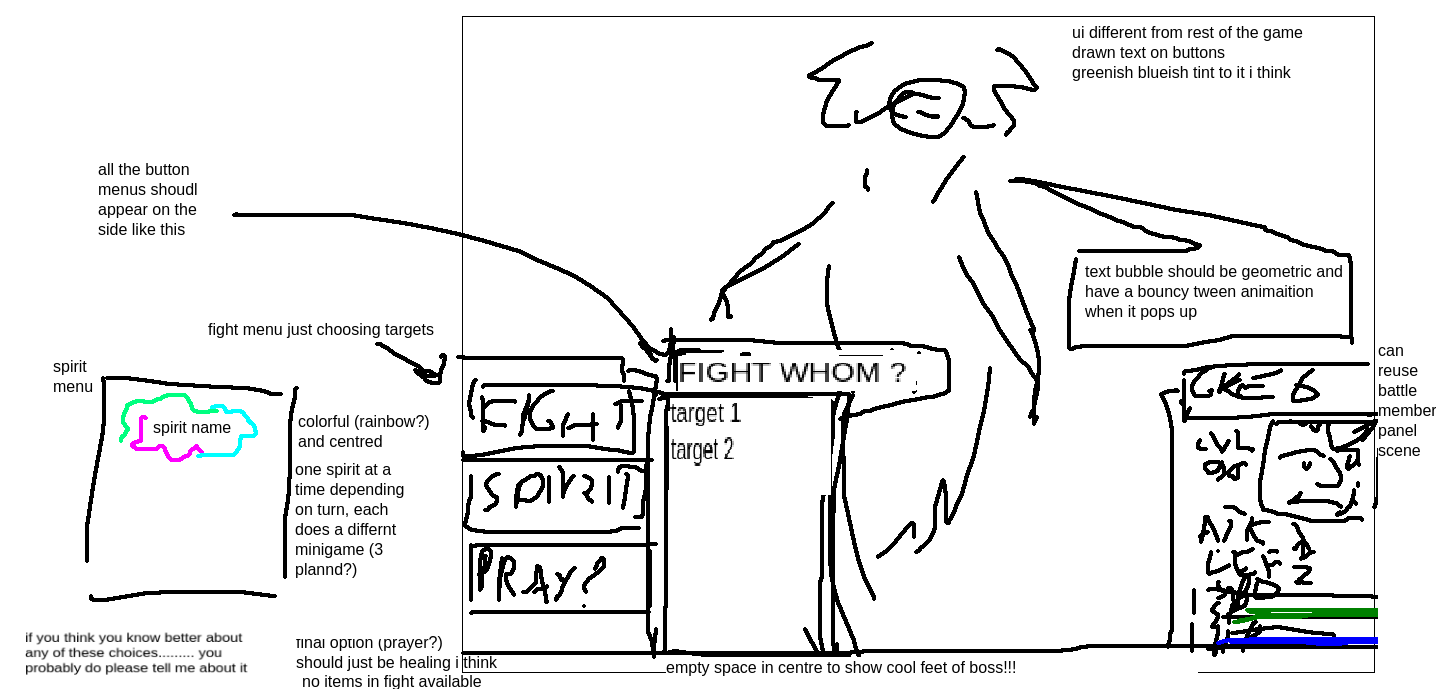 ui different from rest of the game
drawn text on buttons
greenish blueish tint to it i think
all the button
menus shoudl
appear on the
side like this
text bubble should be geometric and
have a bouncy tween animaition
when it pops up
fight menu just choosing targets
spirit
menu
spirit name
colorful (rainbow?)
and centred
one spirit at a
time depending
on turn, each
does a differnt
minigame (3
plannd?)
FIGHT WHOM ?
target 1
target 2
FIGHT
SPIRIT
PRAY?
can
reuse
battle
member
panel
scene
LVL
99
ATK
DEF
if you think you know better about
any of these choices......... you
probably do please tell me about it
final option (prayer?)
should just be healing i think
no items in fight available
empty space in centre to show cool feet of boss!!!